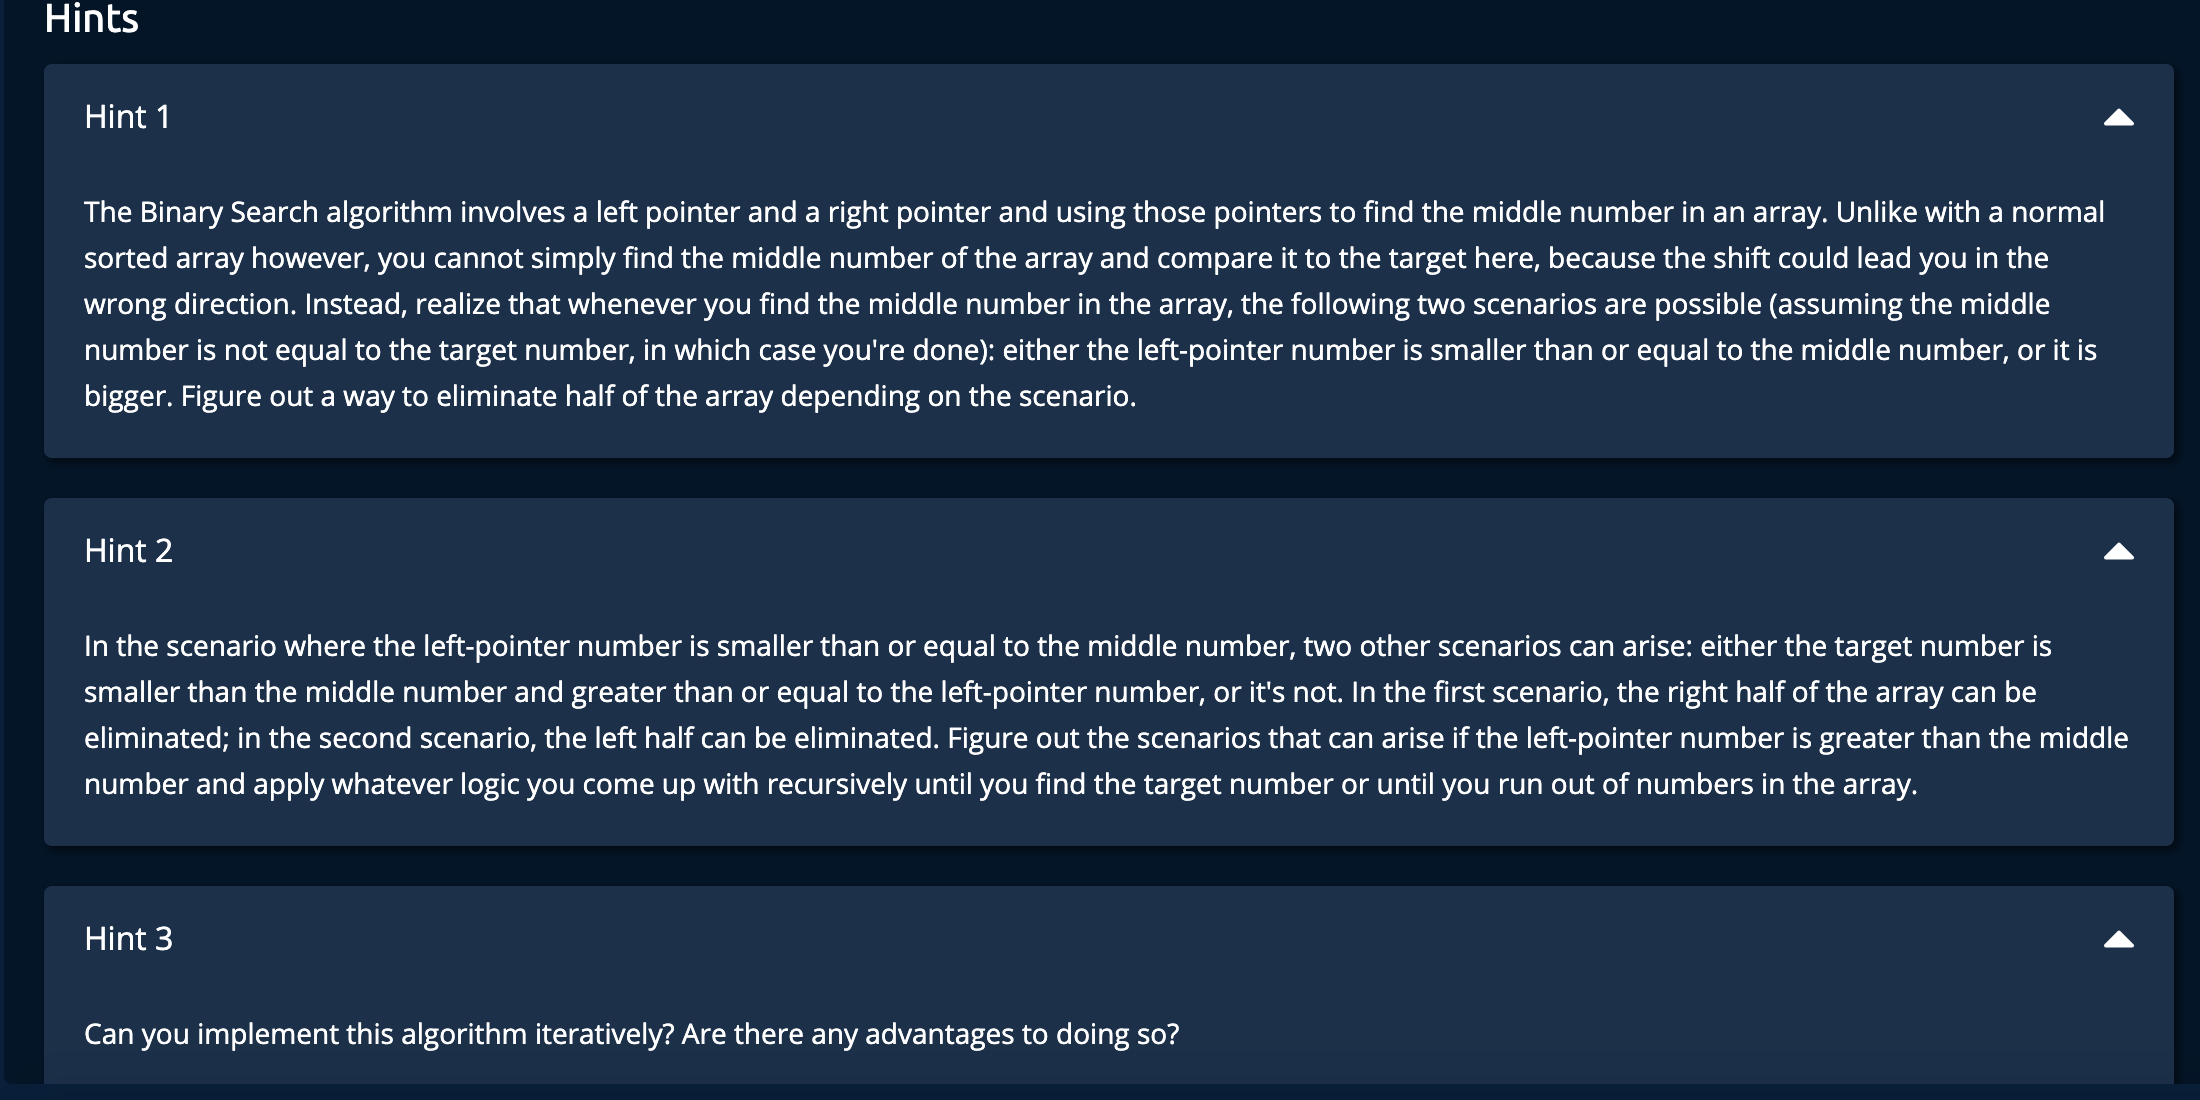 Hints
Hint 1
The Binary Search algorithm involves a left pointer and a right pointer and using those pointers to find the middle number in an array. Unlike with a normal
sorted array however, you cannot simply find the middle number of the array and compare it to the target here, because the shift could lead you in the
wrong direction. Instead, realize that whenever you find the middle number in the array, the following two scenarios are possible (assuming the middle
number is not equal to the target number, in which case you're done): either the left-pointer number is smaller than or equal to the middle number, or it is
bigger. Figure out a way to eliminate half of the array depending on the scenario.
Hint 2
In the scenario where the left-pointer number is smaller than or equal to the middle number, two other scenarios can arise: either the target number is
smaller than the middle number and greater than or equal to the left-pointer number, or it's not. In the first scenario, the right half of the array can be
eliminated; in the second scenario, the left half can be eliminated. Figure out the scenarios that can arise if the left-pointer number is greater than the middle
number and apply whatever logic you come up with recursively until you find the target number or until you run out of numbers in the array.
Hint 3
Can you implement this algorithm iteratively? Are there any advantages to doing so?